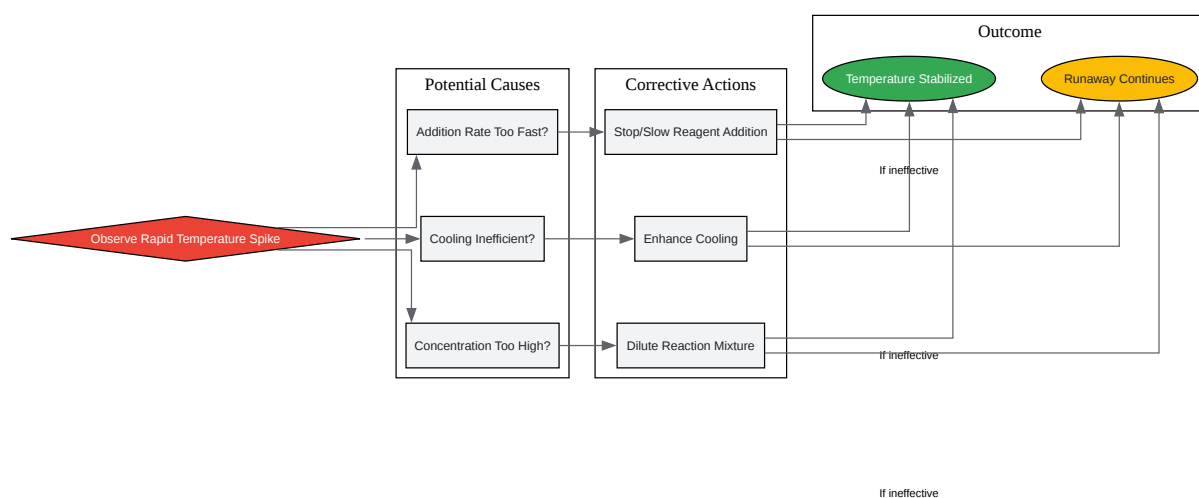 Outcome
Temperature Stabilized
Runaway Continues
Potential Causes
Corrective Actions
Addition Rate Too Fast?
Stop/Slow Reagent Addition
If ineffective
Observe Rapid Temperature Spike
Cooling Inefficient?
Enhance Cooling
Concentration Too High?
Dilute Reaction Mixture
If ineffective
If ineffective